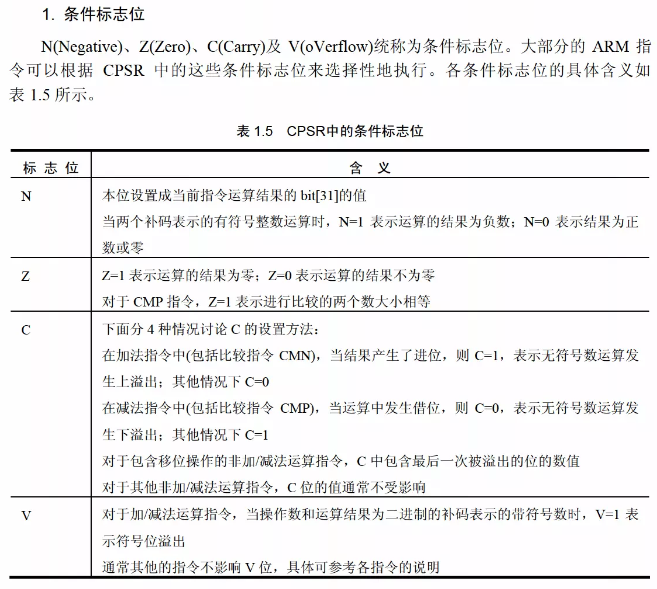 1. 条件标志位
N(Negative)、Z(Zero)、C(Carry)及 V(oVerflow)统称为条件标志位。大部分的 ARM 指
令可以根据 CPSR 中的这些条件标志位来选择性地执行。各条件标志位的具体含义如
表 1.5 所示。
表 1.5 CPSR中的条件标志位
标 志 位 含 义
N 本位设置成当前指令运算结果的 bit[31]的值
当两个补码表示的有符号整数运算时，N=1 表示运算的结果为负数；N=0 表示结果为正
数或零
Z Z=1 表示运算的结果为零；Z=0 表示运算的结果不为零
对于 CMP 指令，Z=1 表示进行比较的两个数大小相等
C 下面分 4 种情况讨论 C 的设置方法：
在加法指令中(包括比较指令 CMN)，当结果产生了进位，则 C=1，表示无符号数运算发
生上溢出；其他情况下 C=0
在减法指令中(包括比较指令 CMP)，当运算中发生借位，则 C=0，表示无符号数运算发
生下溢出；其他情况下 C=1
对于包含移位操作的非加/减法运算指令，C 中包含最后一次被溢出的位的数值
对于其他非加/减法运算指令，C 位的值通常不受影响
V 对于加/减法运算指令，当操作数和运算结果为二进制的补码表示的带符号数时，V=1 表
示符号位溢出
通常其他的指令不影响 V 位，具体可参考各指令的说明